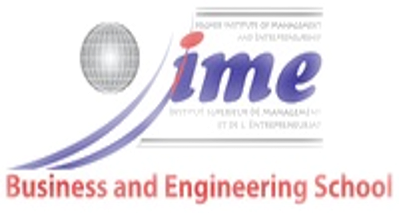 HIGHER INSTITUTE OF MANAGEMENT
AND ENTREPRENEURSHIP
ime
INSTITUT SUPERIEUR DE MANAGEMENT
ET DE L'ENTREPRENEURIAT
Business and Engineering School